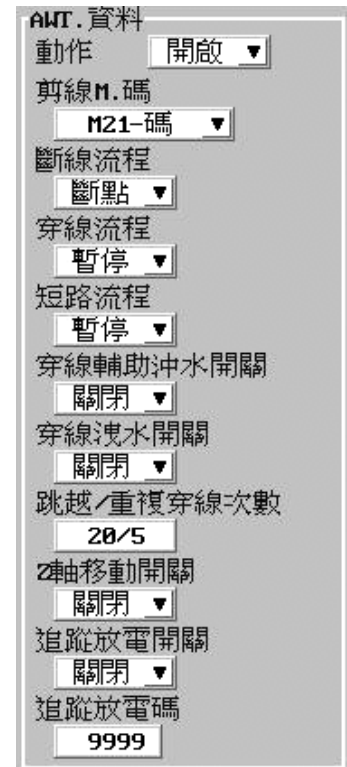 AWT.資料
動作 開啟 ▼
剪線M.碼
M21-碼 ▼
斷線流程
斷點 ▼
穿線流程
暫停 ▼
短路流程
暫停 ▼
穿線輔助沖水開關
關閉 ▼
穿線洩水開關
關閉 ▼
跳越/重複穿線次數
20/5
Z軸移動開關
關閉 ▼
追蹤放電開關
關閉 ▼
追蹤放電碼
9999